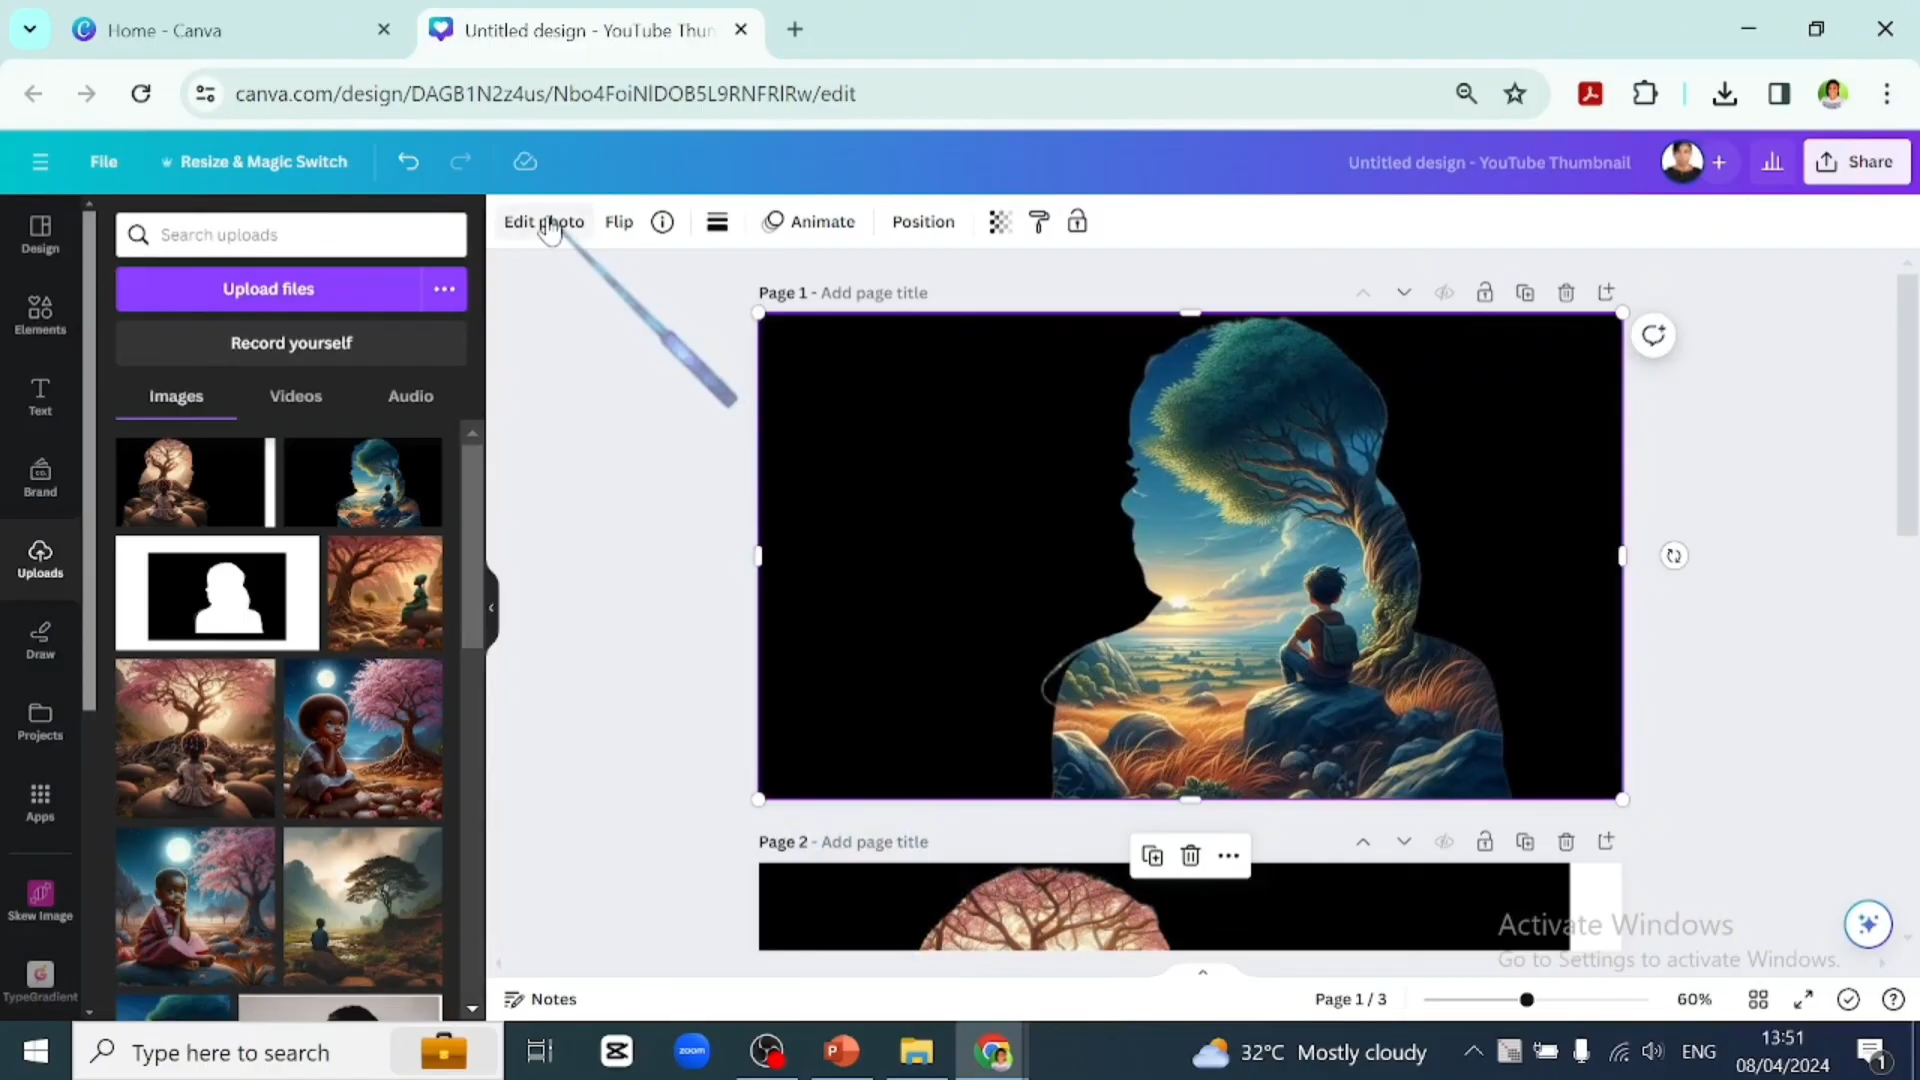 Home - Canva
Untitled design - YouTube Thun
canva.com/design/DAGB1N2z4us/Nbo4FoiNlDOB5L9RNFRlRw/edit
File
Resize & Magic Switch
Untitled design - YouTube Thumbnail
Share
Design
Elements
Text
Brand
Uploads
Draw
Projects
Apps
Skew Image
TypeGradient
Search uploads
Upload files
Record yourself
Images
Videos
Audio
Edit photo
Flip
Animate
Position
Page 1 - Add page title
Page 2 - Add page title
Activate Windows
Go to Settings to activate Windows.
Notes
Page 1 / 3
60%
Type here to search
zoom
32°C Mostly cloudy
ENG
13:51
08/04/2024
1